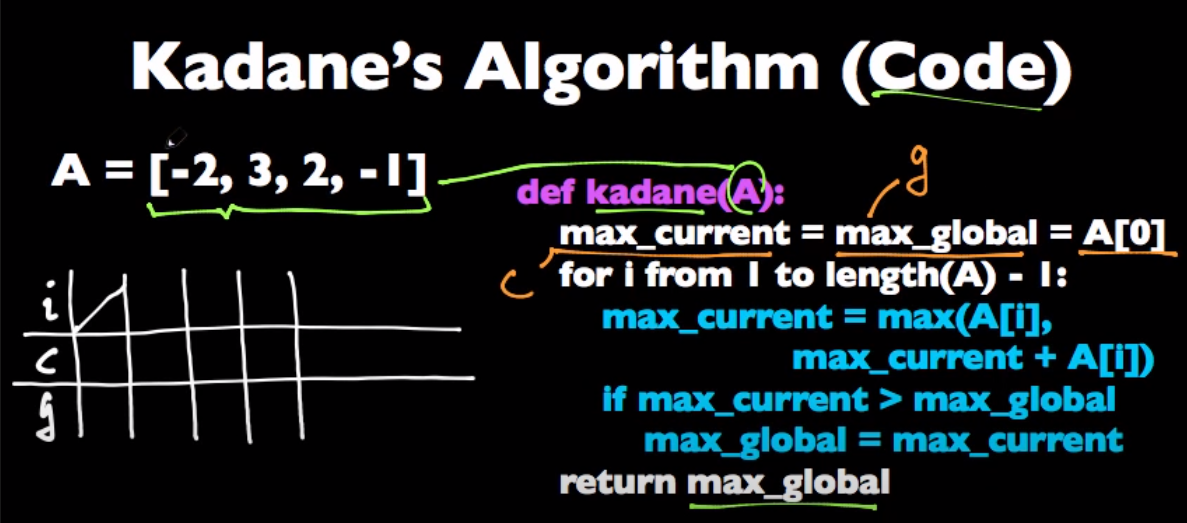 Kadane's Algorithm (Code)
A = [-2, 3, 2, -1]
g
def kadane(A):
max_current = max_global = A[0]
c
for i from 1 to length(A) - 1:
max_current = max(A[i],
max_current + A[i])
if max_current > max_global
max_global = max_current
return max_global
i
c
g